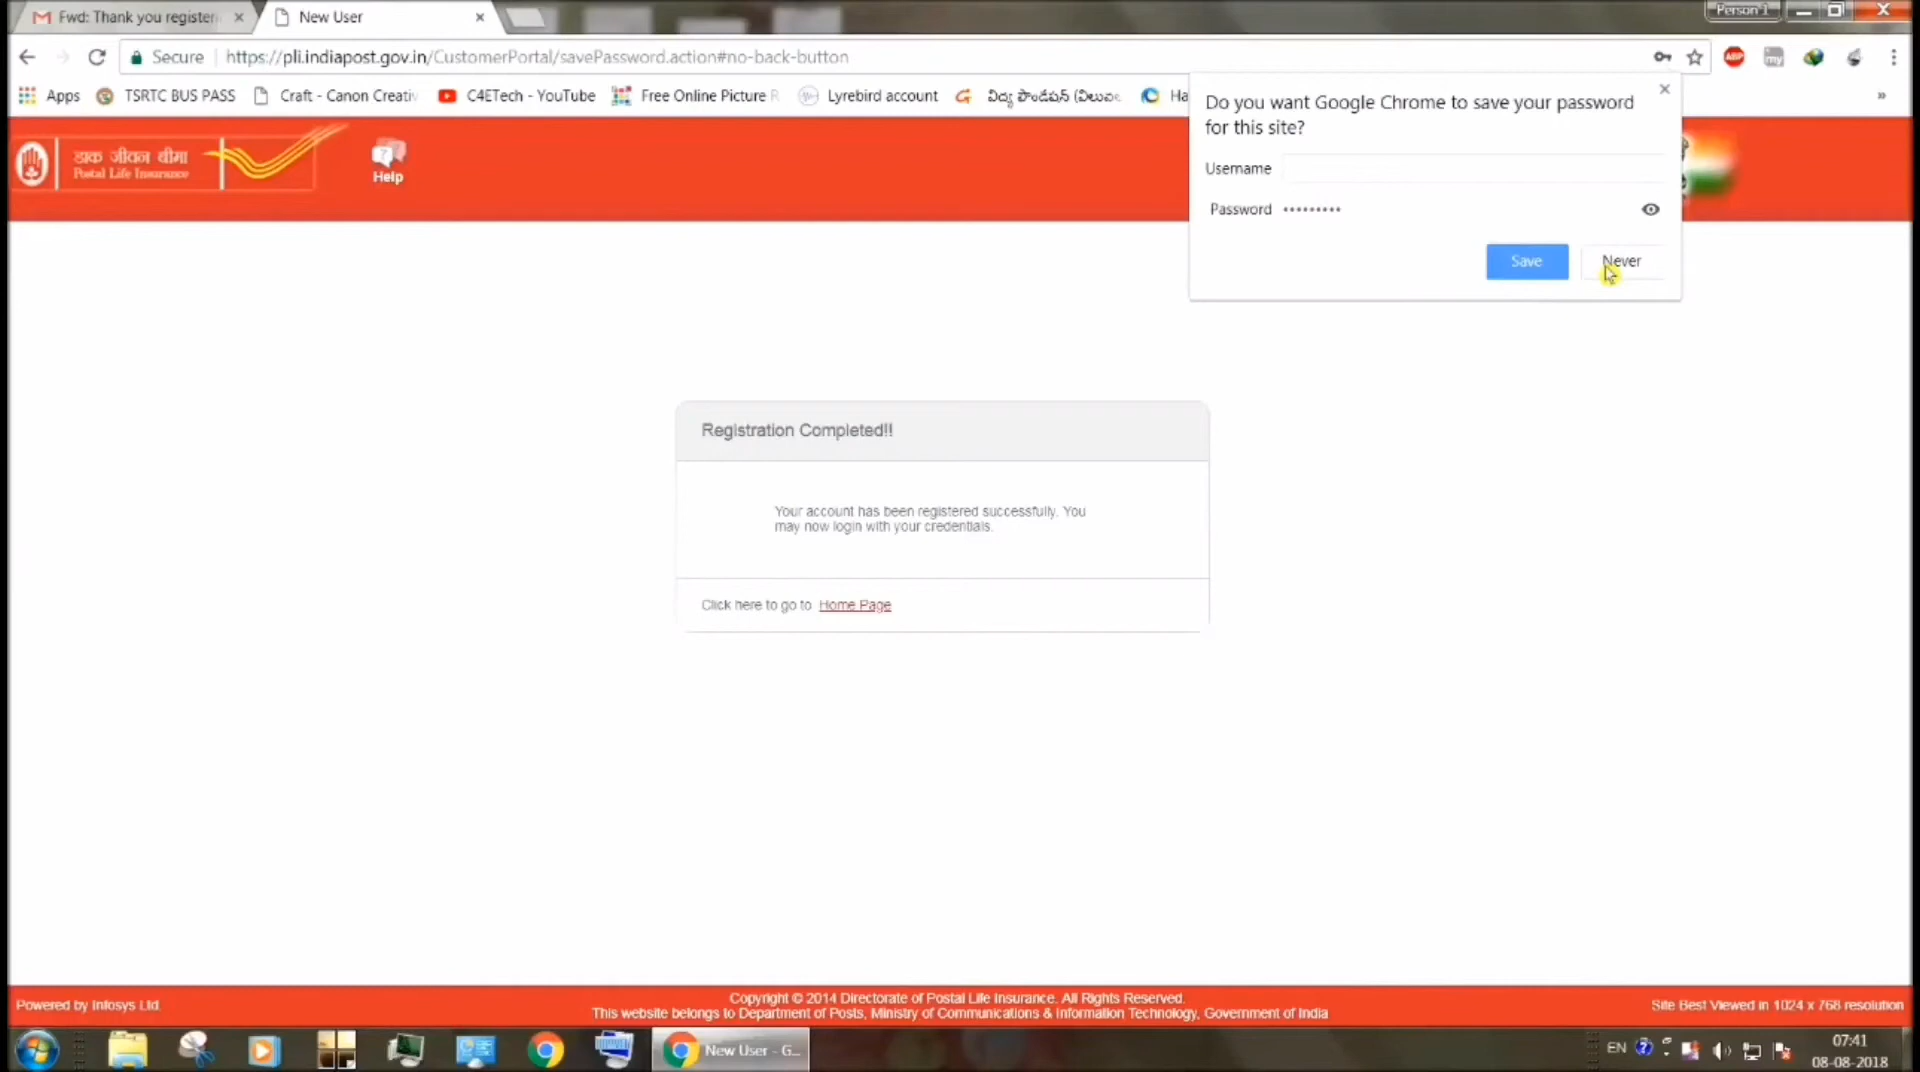 Fwd: Thank you register
New User
Person 1
Secure
https://pli.indiapost.gov.in/CustomerPortal/savePassword.action#no-back-button
Apps
TSRTC BUS PASS
Craft - Canon Creativ
C4ETech - YouTube
Free Online Picture R
Lyrebird account
విద్య ఫౌండేషన్ (విలువల
Ha
»
Do you want Google Chrome to save your password
for this site?
Username
Password •••••••••
Save
Never
डाक जीवन बीमा
Postal Life Insurance
Help
Registration Completed!!
Your account has been registered successfully. You
may now login with your credentials.
Click here to go to Home Page
Powered by Infosys Ltd.
Copyright © 2014 Directorate of Postal Life Insurance. All Rights Reserved.
This website belongs to Department of Posts, Ministry of Communications & Information Technology, Government of India
Site Best Viewed in 1024 x 768 resolution
New User - G...
EN
07:41
08-08-2018